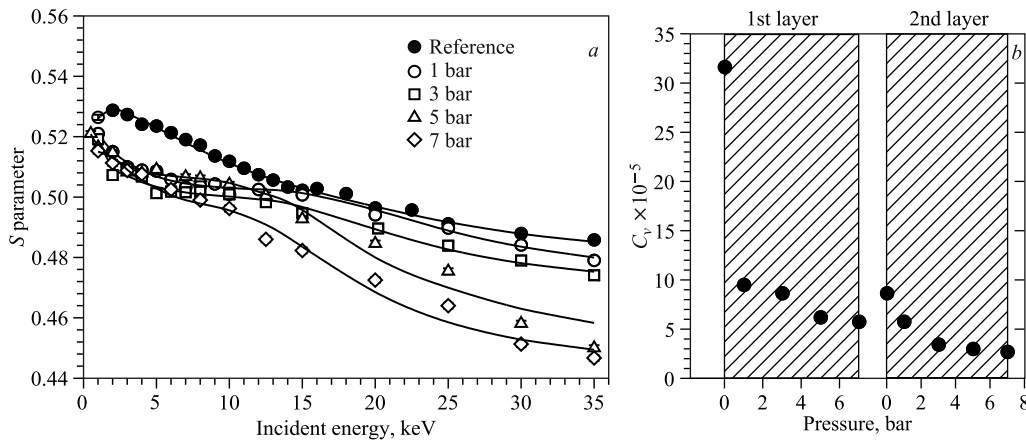 1st layer 2nd layer
0.56
0.54
0.52
0.50
0.48
0.46
0.44
S parameter
a
Reference
1 bar
3 bar
5 bar
7 bar
0 5 10 15 20 25 30 35
Incident energy, keV
b
35
30
25
20
15
10
5
0
Cv × 10−5
0 2 4 6 0 2 4 6 8
Pressure, bar